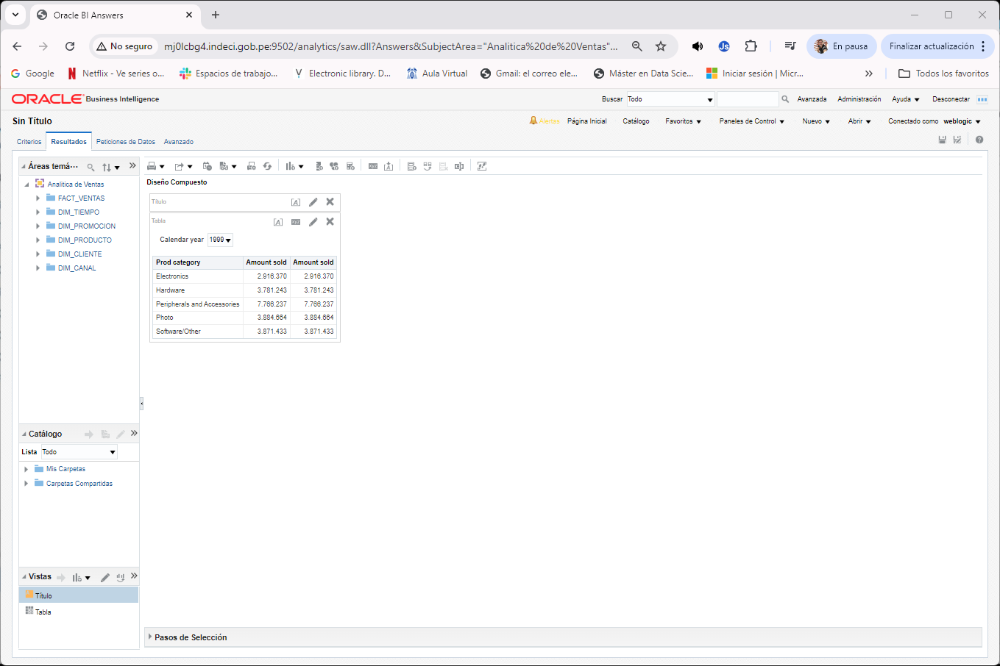 Oracle BI Answers
No seguro
mj0lcbg4.indeci.gob.pe:9502/analytics/saw.dll?Answers&SubjectArea="Analitica%20de%20Ventas"...
En pausa
Finalizar actualización
Google
Netflix - Ve series o...
Espacios de trabajo...
Electronic library. D...
Aula Virtual
Gmail: el correo ele...
Máster en Data Scie...
Iniciar sesión | Micr...
Todos los favoritos
ORACLE Business Intelligence
Buscar Todo
Avanzada
Administración
Ayuda
Desconectar
Sin Título
Alertas
Página Inicial
Catálogo
Favoritos
Paneles de Control
Nuevo
Abrir
Conectado como weblogic
Criterios
Resultados
Peticiones de Datos
Avanzado
Áreas temá...
Analitica de Ventas
FACT_VENTAS
DIM_TIEMPO
DIM_PROMOCION
DIM_PRODUCTO
DIM_CLIENTE
DIM_CANAL
Catálogo
Lista Todo
Mis Carpetas
Carpetas Compartidas
Vistas
Título
Tabla
Diseño Compuesto
Título
Tabla
Calendar year 1999
Prod category Amount sold Amount sold
Electronics 2.916.370 2.916.370
Hardware 3.781.243 3.781.243
Peripherals and Accessories 7.766.237 7.766.237
Photo 3.884.664 3.884.664
Software/Other 3.871.433 3.871.433
Pasos de Selección